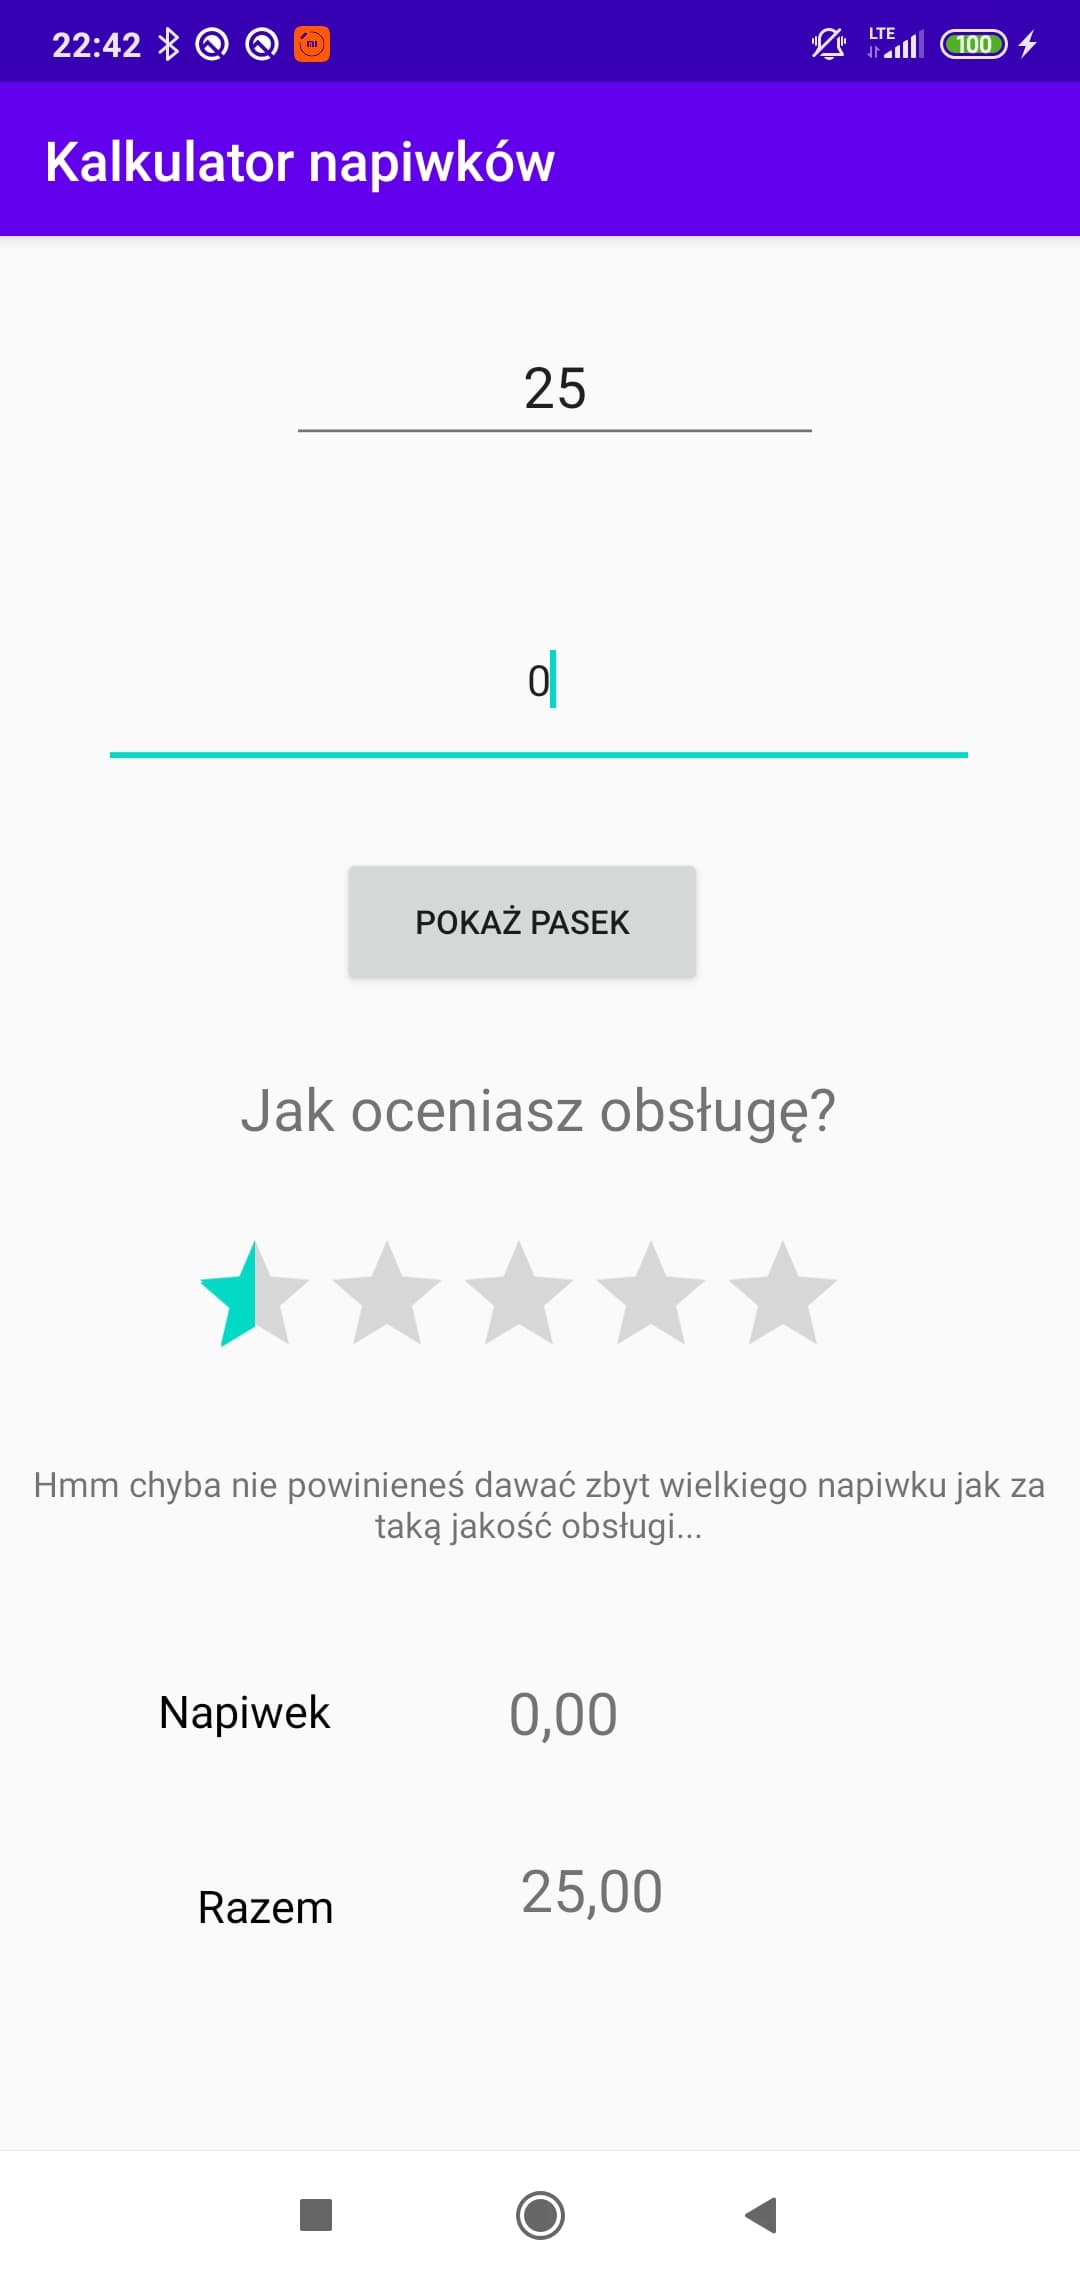 22:42
LTE
100
Kalkulator napiwków
25
0
POKAŻ PASEK
Jak oceniasz obsługę?
Hmm chyba nie powinieneś dawać zbyt wielkiego napiwku jak za
taką jakość obsługi...
Napiwek 0,00
Razem 25,00